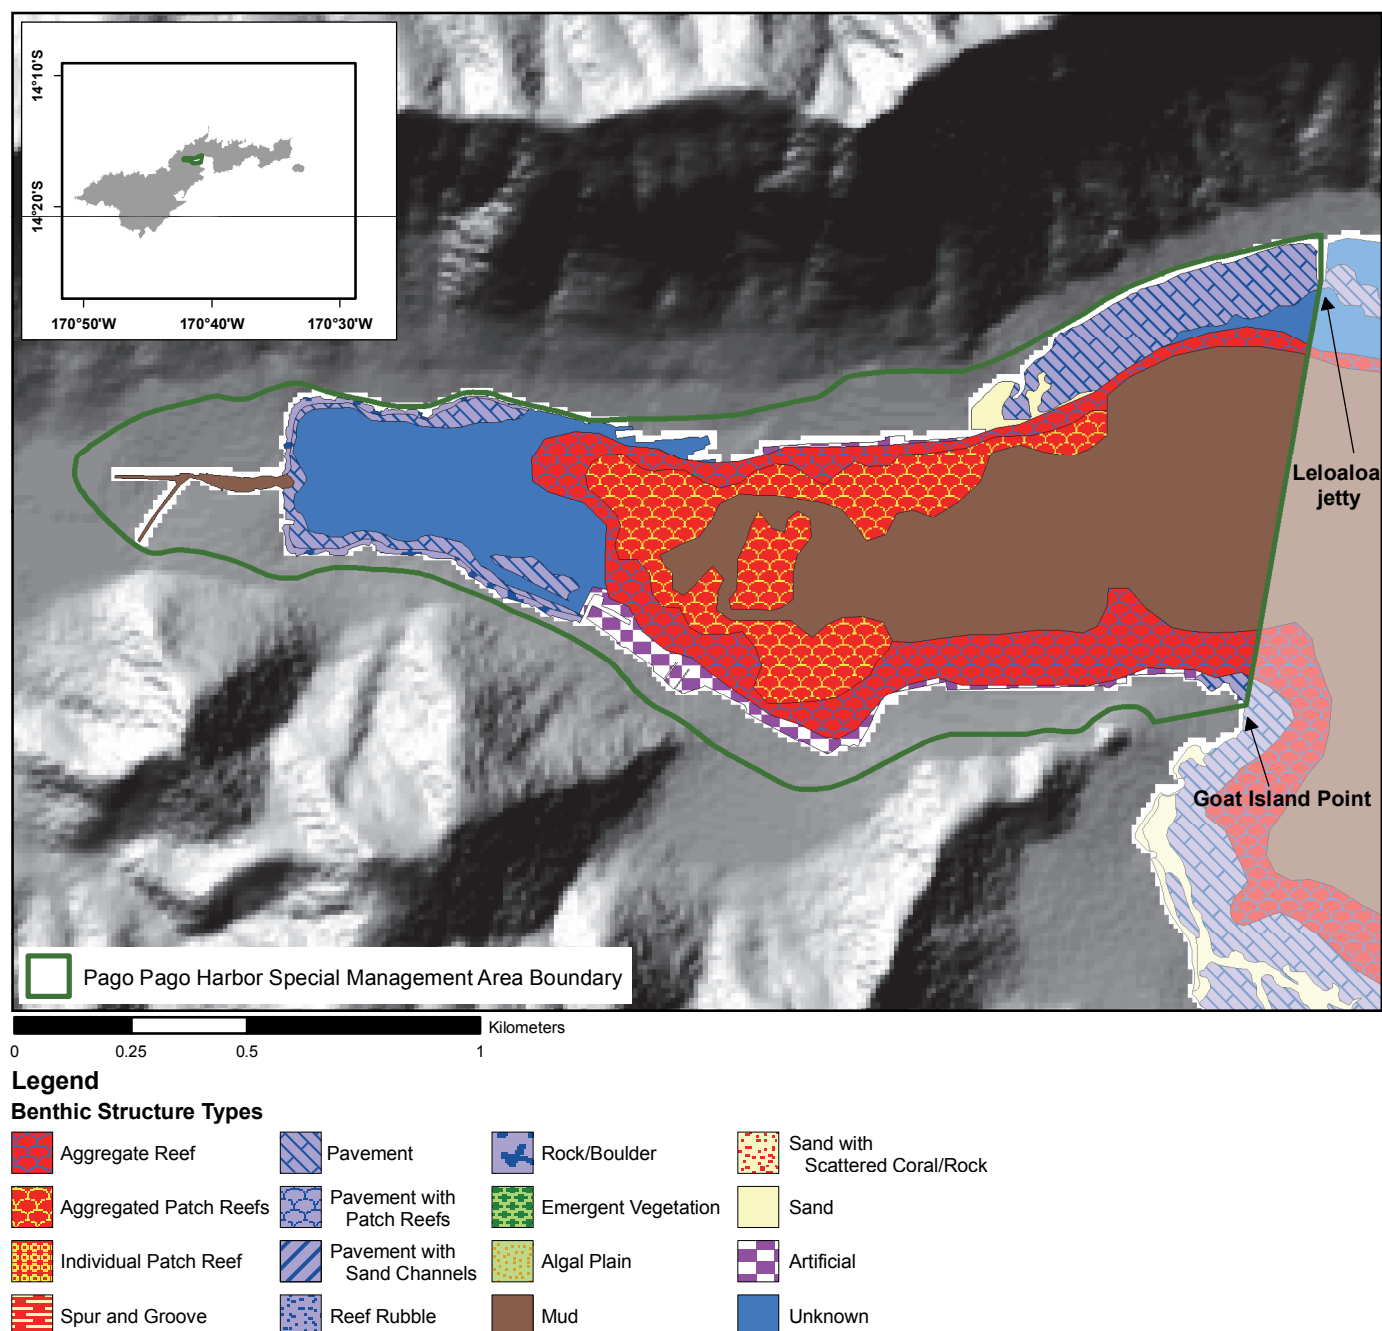 14°10'S
14°20'S
170°50'W 170°40'W 170°30'W
Leloaloa
jetty
Goat Island Point
Pago Pago Harbor Special Management Area Boundary
Kilometers
0 0.25 0.5 1
Legend
Benthic Structure Types
Aggregate Reef
Aggregated Patch Reefs
Individual Patch Reef
Spur and Groove
Pavement
Pavement with
Patch Reefs
Pavement with
Sand Channels
Reef Rubble
Rock/Boulder
Emergent Vegetation
Algal Plain
Mud
Sand with
Scattered Coral/Rock
Sand
Artificial
Unknown